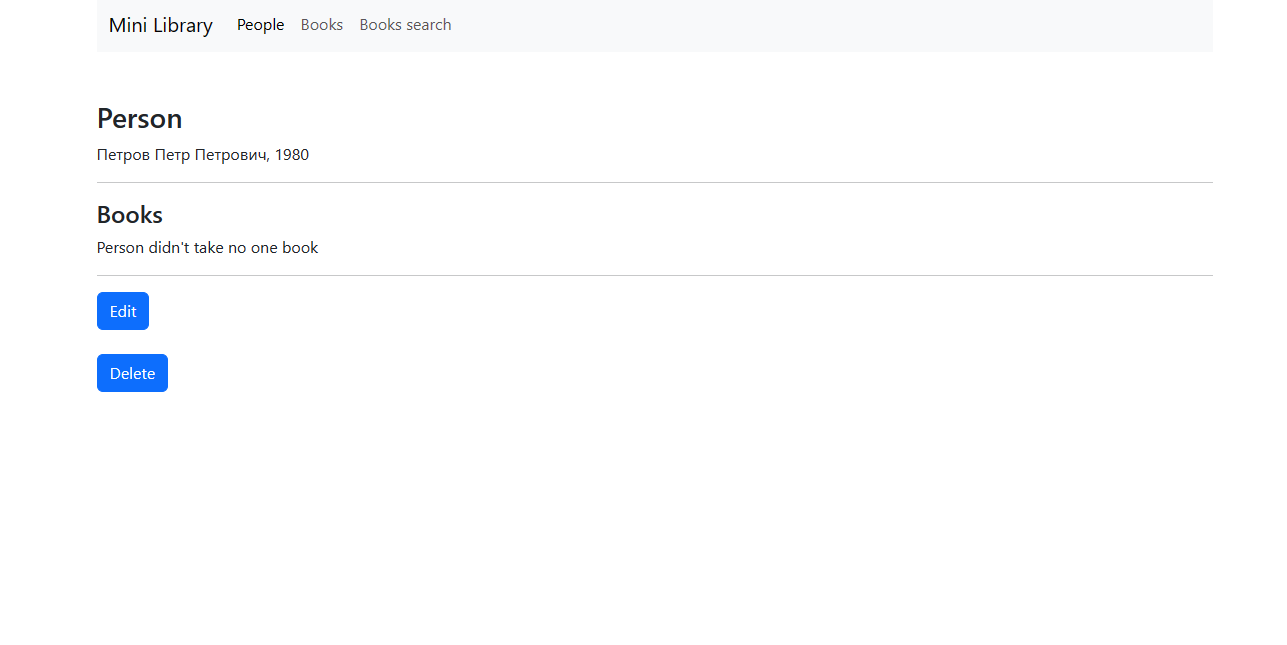 Mini Library People Books Books search
Person
Петров Петр Петрович, 1980
Books
Person didn't take no one book
Edit
Delete